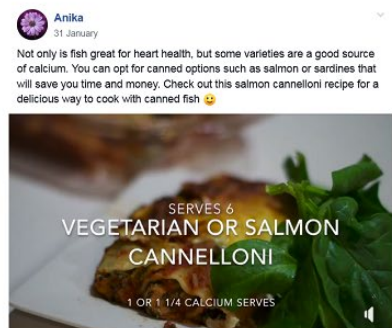 Anika
31 January
Not only is fish great for heart health, but some varieties are a good source
of calcium. You can opt for canned options such as salmon or sardines that
will save you time and money. Check out this salmon cannelloni recipe for a
delicious way to cook with canned fish 🙂
SERVES 6
VEGETARIAN OR SALMON
CANNELLONI
1 OR 1 1/4 CALCIUM SERVES